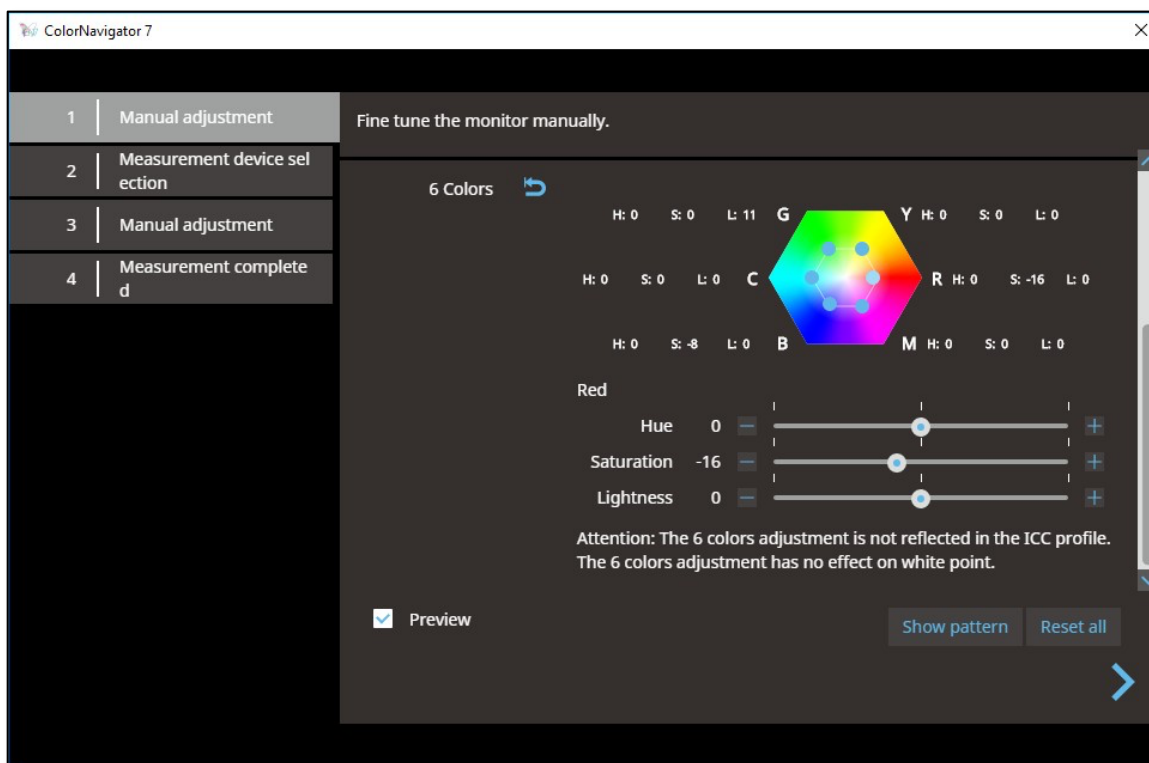 ColorNavigator 7
1 Manual adjustment
2 Measurement device sel
ection
3 Manual adjustment
4 Measurement complete
d
Fine tune the monitor manually.
6 Colors
H: 0 S: 0 L: 11 G Y H: 0 S: 0 L: 0
H: 0 S: 0 L: 0 C R H: 0 S: -16 L: 0
H: 0 S: -8 L: 0 B M H: 0 S: 0 L: 0
Red
Hue 0
Saturation -16
Lightness 0
Attention: The 6 colors adjustment is not reflected in the ICC profile.
The 6 colors adjustment has no effect on white point.
Preview
Show pattern Reset all